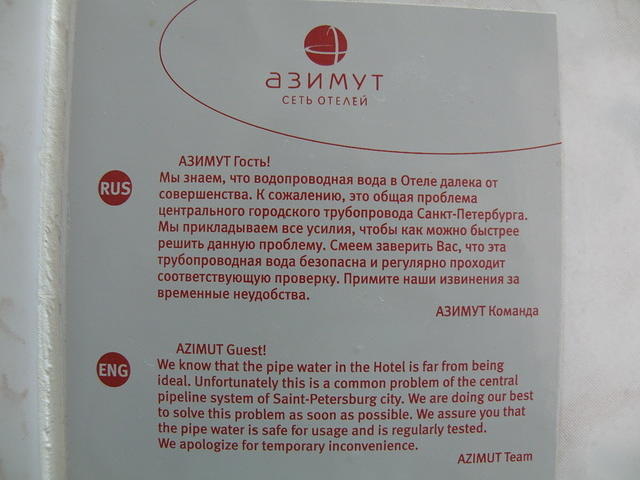 азимут
СЕТЬ ОТЕЛЕЙ
RUS
АЗИМУТ Гость!
Мы знаем, что водопроводная вода в Отеле далека от
совершенства. К сожалению, это общая проблема
центрального городского трубопровода Санкт-Петербурга.
Мы прикладываем все усилия, чтобы как можно быстрее
решить данную проблему. Смеем заверить Вас, что эта
трубопроводная вода безопасна и регулярно проходит
соответствующую проверку. Примите наши извинения за
временные неудобства.
АЗИМУТ Команда
ENG
AZIMUT Guest!
We know that the pipe water in the Hotel is far from being
ideal. Unfortunately this is a common problem of the central
pipeline system of Saint-Petersburg city. We are doing our best
to solve this problem as soon as possible. We assure you that
the pipe water is safe for usage and is regularly tested.
We apologize for temporary inconvenience.
AZIMUT Team